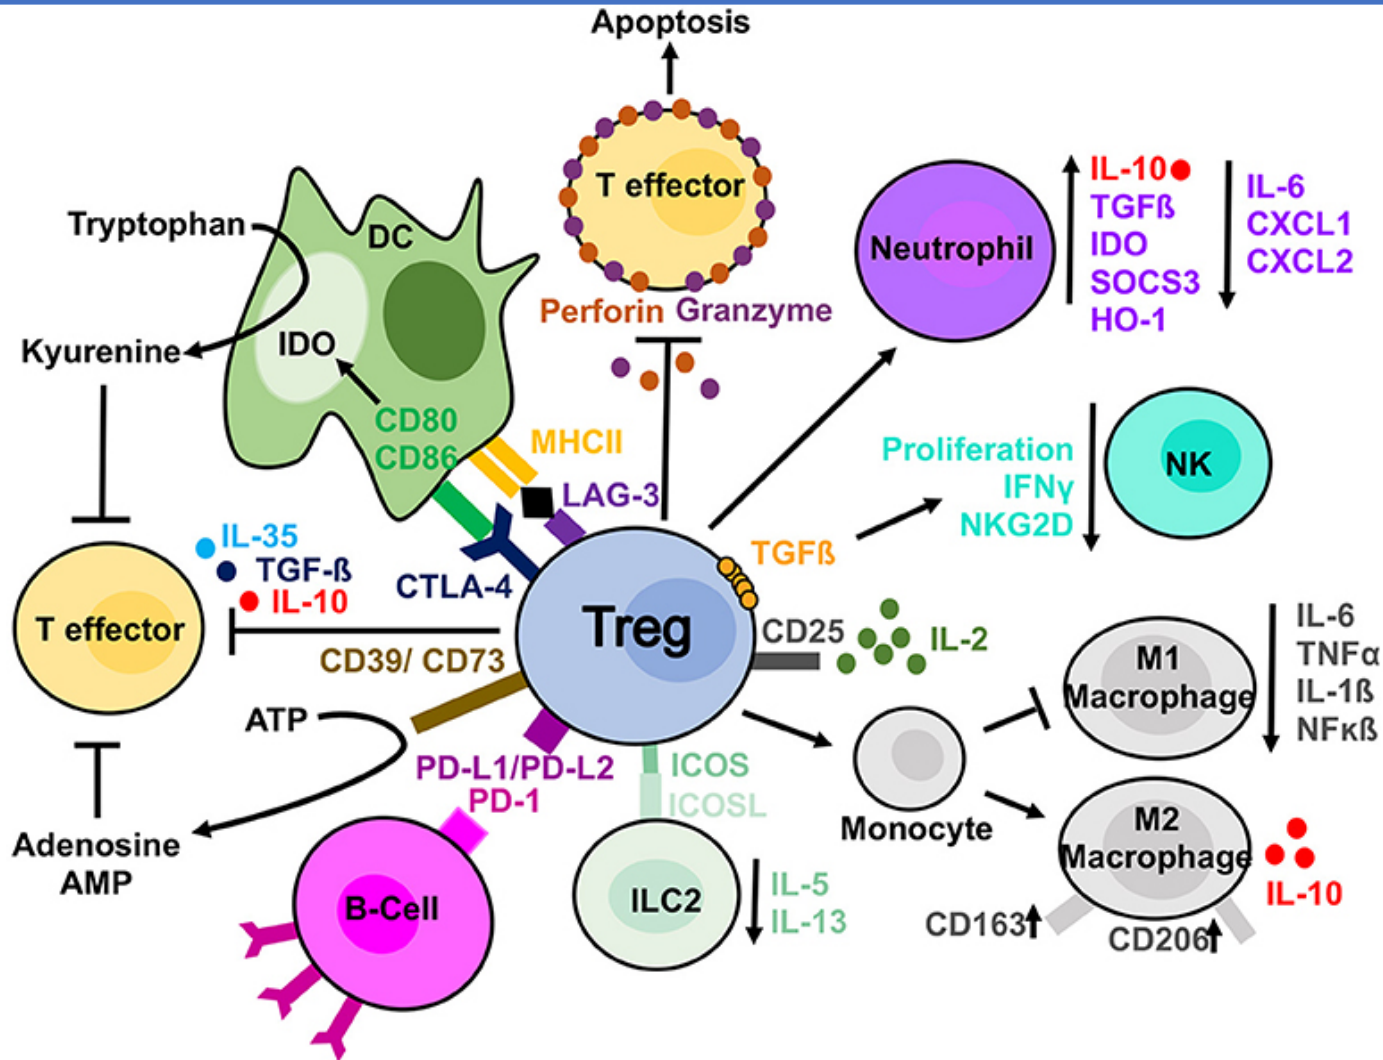 Apoptosis
T effector
Perforin Granzyme
Tryptophan
DC
IDO
Kyurenine
CD80
CD86
MHCII
LAG-3
CTLA-4
IL-35
TGF-ß
IL-10
T effector
CD39/ CD73
ATP
Adenosine
AMP
Treg
PD-L1/PD-L2
PD-1
B-Cell
ICOS
ICOSL
ILC2
IL-5
IL-13
Neutrophil
IL-10
TGFß
IDO
SOCS3
HO-1
IL-6
CXCL1
CXCL2
TGFß
Proliferation
IFNγ
NKG2D
NK
CD25
IL-2
Monocyte
M1
Macrophage
IL-6
TNFα
IL-1ß
NFκß
M2
Macrophage
IL-10
CD163
CD206